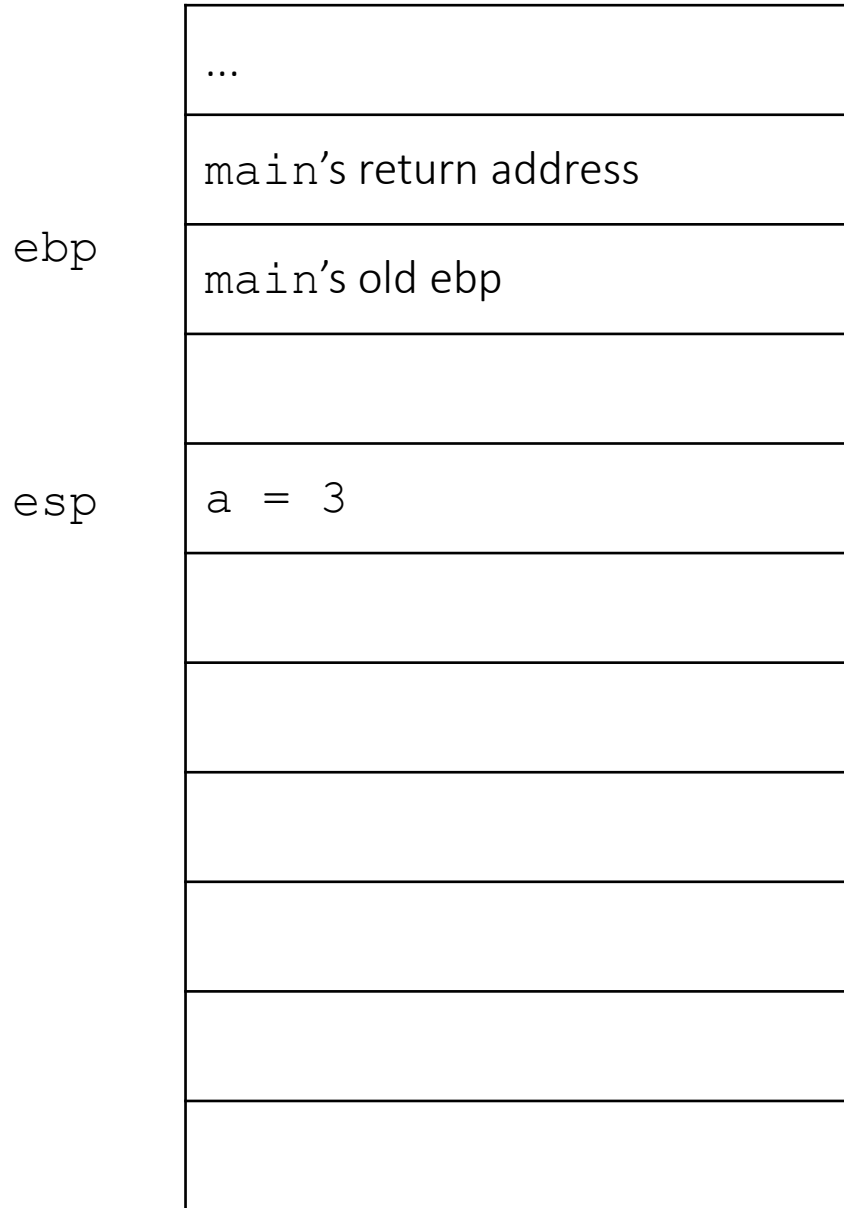 ...
main's return address
ebp
main's old ebp
esp
a = 3